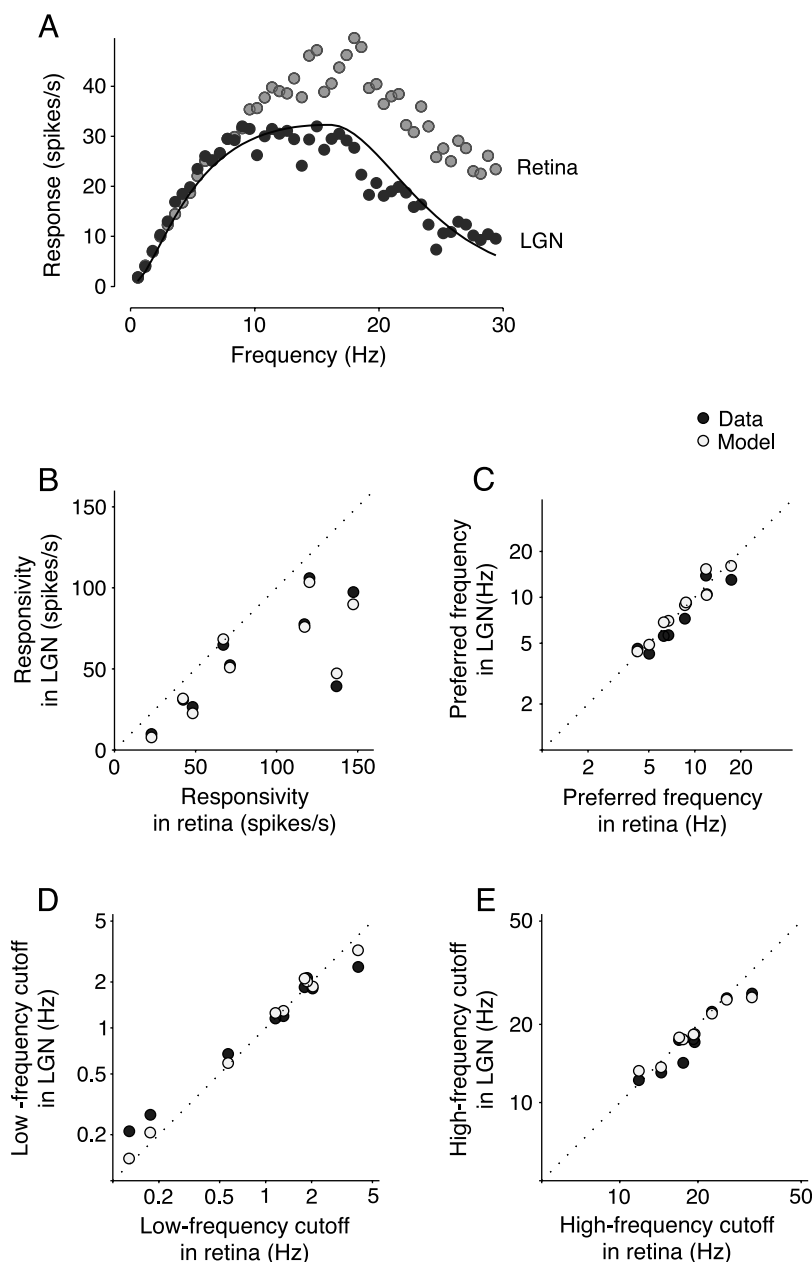 A
Response (spikes/s)
40
30
20
10
0
Retina
LGN
0 10 20 30
Frequency (Hz)
Data
Model
B
Responsivity
in LGN (spikes/s)
150
100
50
0
0 50 100 150
Responsivity
in retina (spikes/s)
C
Preferred frequency
in LGN(Hz)
20
10
5
2
2 5 10 20
Preferred frequency
in retina (Hz)
D
Low -frequency cutoff
in LGN (Hz)
5
2
1
0.5
0.2
0.2 0.5 1 2 5
Low-frequency cutoff
in retina (Hz)
E
High-frequency cutoff
in LGN (Hz)
50
20
10
10 20 50
High-frequency cutoff
in retina (Hz)